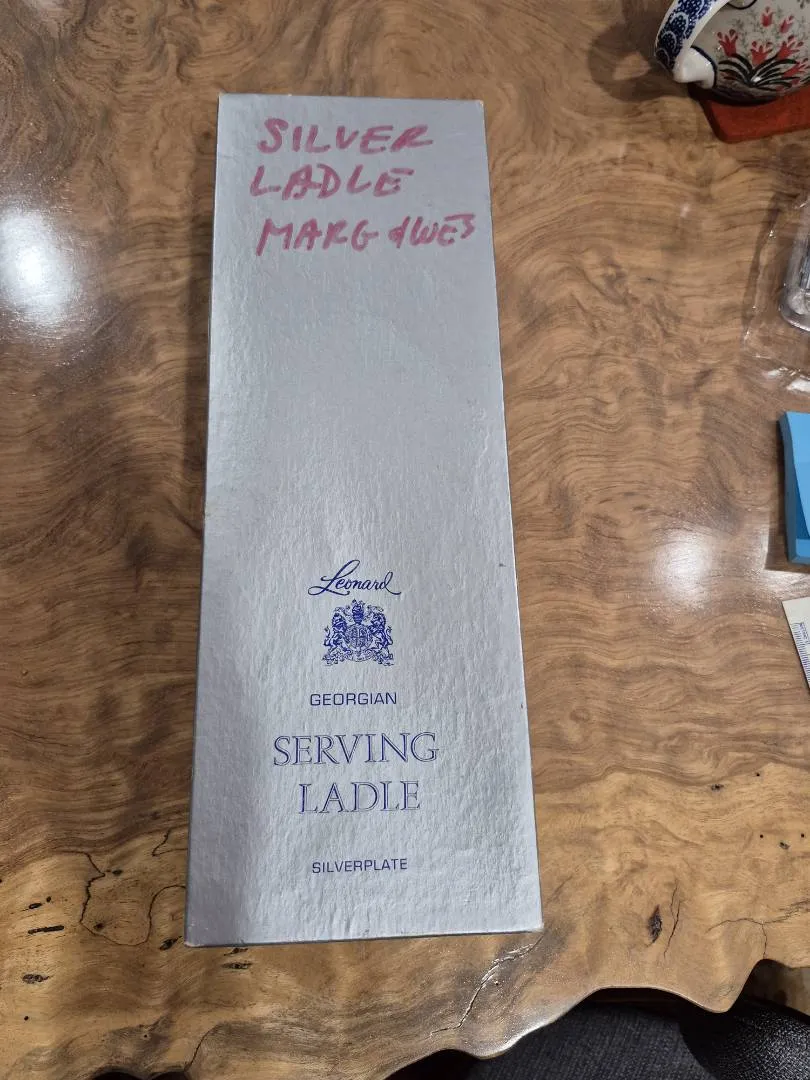 SILVER
LADLE
MARG & WES
Leonard
GEORGIAN
SERVING
LADLE
SILVERPLATE